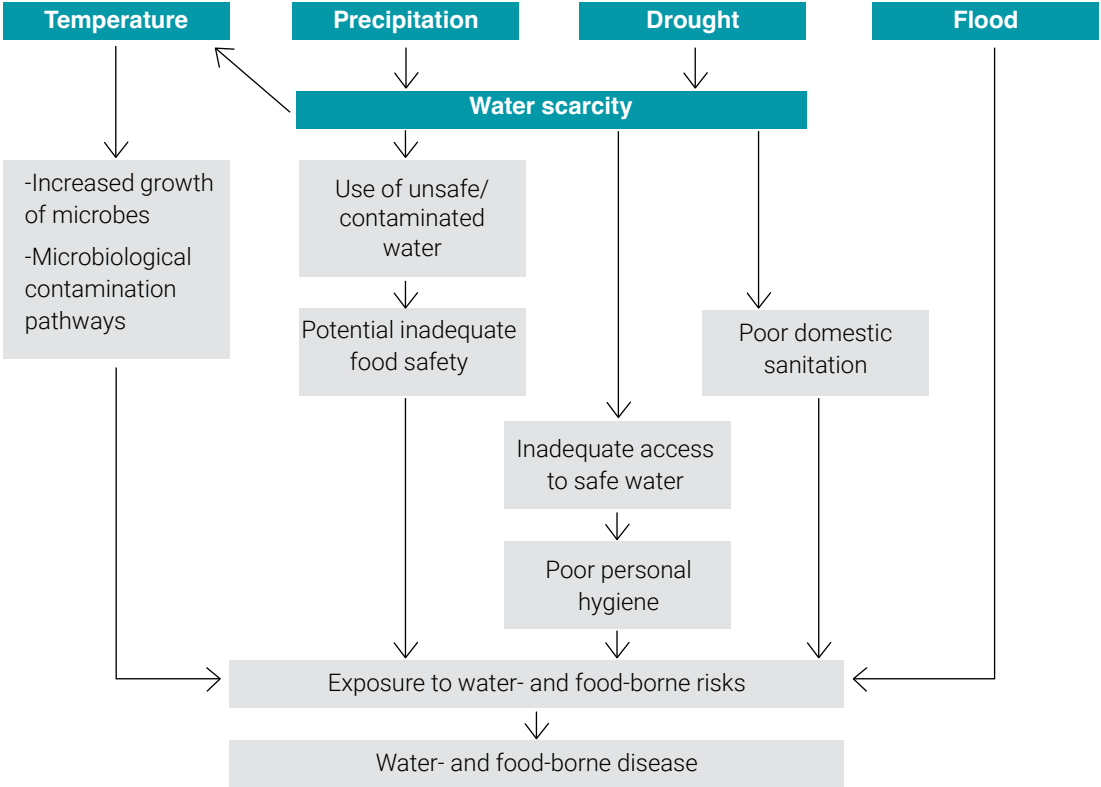 Temperature
Precipitation
Drought
Flood
Water scarcity
-Increased growth
of microbes
-Microbiological
contamination
pathways
Use of unsafe/
contaminated
water
Potential inadequate
food safety
Poor domestic
sanitation
Inadequate access
to safe water
Poor personal
hygiene
Exposure to water- and food-borne risks
Water- and food-borne disease